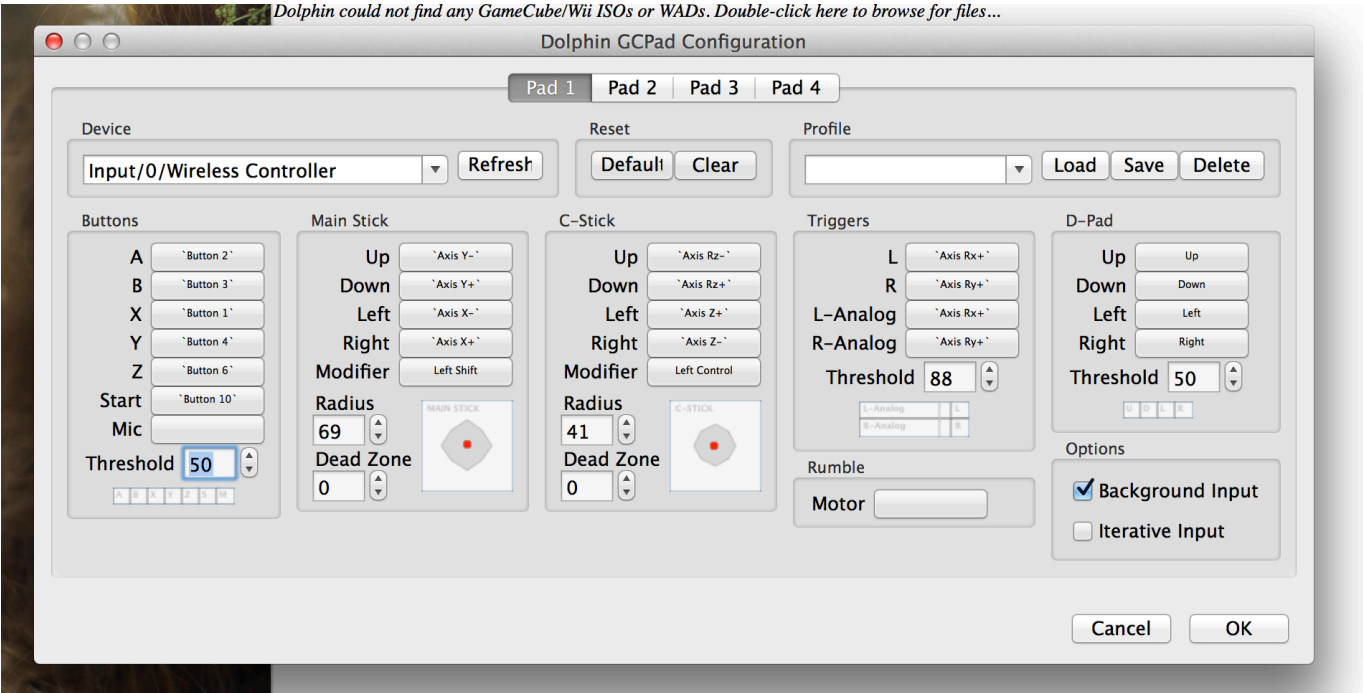 Dolphin could not find any GameCube/Wii ISOs or WADs. Double-click here to browse for files...
Dolphin GCPad Configuration
Pad 1 Pad 2 Pad 3 Pad 4
Device
Input/0/Wireless Controller Refresh
Reset
Default Clear
Profile
Load Save Delete
Buttons
A `Button 2`
B `Button 3`
X `Button 1`
Y `Button 4`
Z `Button 6`
Start `Button 10`
Mic
Threshold 50
A B X Y Z S M
Main Stick
Up `Axis Y-`
Down `Axis Y+`
Left `Axis X-`
Right `Axis X+`
Modifier Left Shift
Radius
69
Dead Zone
0
MAIN STICK
C-Stick
Up `Axis Rz-`
Down `Axis Rz+`
Left `Axis Z+`
Right `Axis Z-`
Modifier Left Control
Radius
41
Dead Zone
0
C-STICK
Triggers
L `Axis Rx+`
R `Axis Ry+`
L-Analog `Axis Rx+`
R-Analog `Axis Ry+`
Threshold 88
L-Analog L
R-Analog R
Rumble
Motor
D-Pad
Up Up
Down Down
Left Left
Right Right
Threshold 50
U D L R
Options
Background Input
Iterative Input
Cancel OK